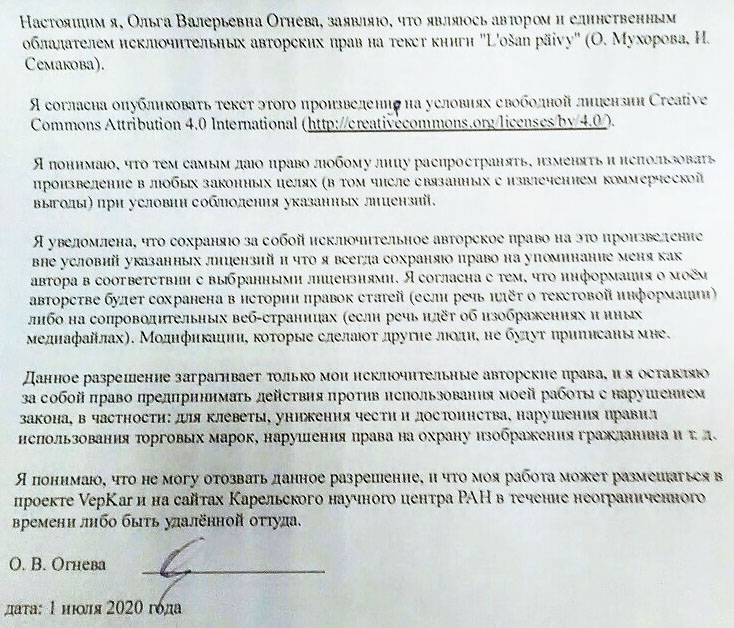 Настоящим я, Ольга Валерьевна Огнева, заявляю, что являюсь автором и единственным
обладателем исключительных авторских прав на текст книги "L'ošan päivy" (О. Мухорова, И.
Семакова).
Я согласна опубликовать текст этого произведения на условиях свободной лицензии Creative
Commons Attribution 4.0 International (http://creativecommons.org/licenses/by/4.0/).
Я понимаю, что тем самым даю право любому лицу распространять, изменять и использовать
произведение в любых законных целях (в том числе связанных с извлечением коммерческой
выгоды) при условии соблюдения указанных лицензий.
Я уведомлена, что сохраняю за собой исключительное авторское право на это произведение
вне условий указанных лицензий и что я всегда сохраняю право на упоминание меня как
автора в соответствии с выбранными лицензиями. Я согласна с тем, что информация о моём
авторстве будет сохранена в истории правок статей (если речь идёт о текстовой информации)
либо на сопроводительных веб-страницах (если речь идёт об изображениях и иных
медиафайлах). Модификации, которые сделают другие люди, не будут приписаны мне.
Данное разрешение затрагивает только мои исключительные авторские права, и я оставляю
за собой право предпринимать действия против использования моей работы с нарушением
закона, в частности: для клеветы, унижения чести и достоинства, нарушения правил
использования торговых марок, нарушения права на охрану изображения гражданина и т. д.
Я понимаю, что не могу отозвать данное разрешение, и что моя работа может размещаться в
проекте VepKar и на сайтах Карельского научного центра РАН в течение неограниченного
времени либо быть удалённой оттуда.
О. В. Огнева
дата: 1 июля 2020 года